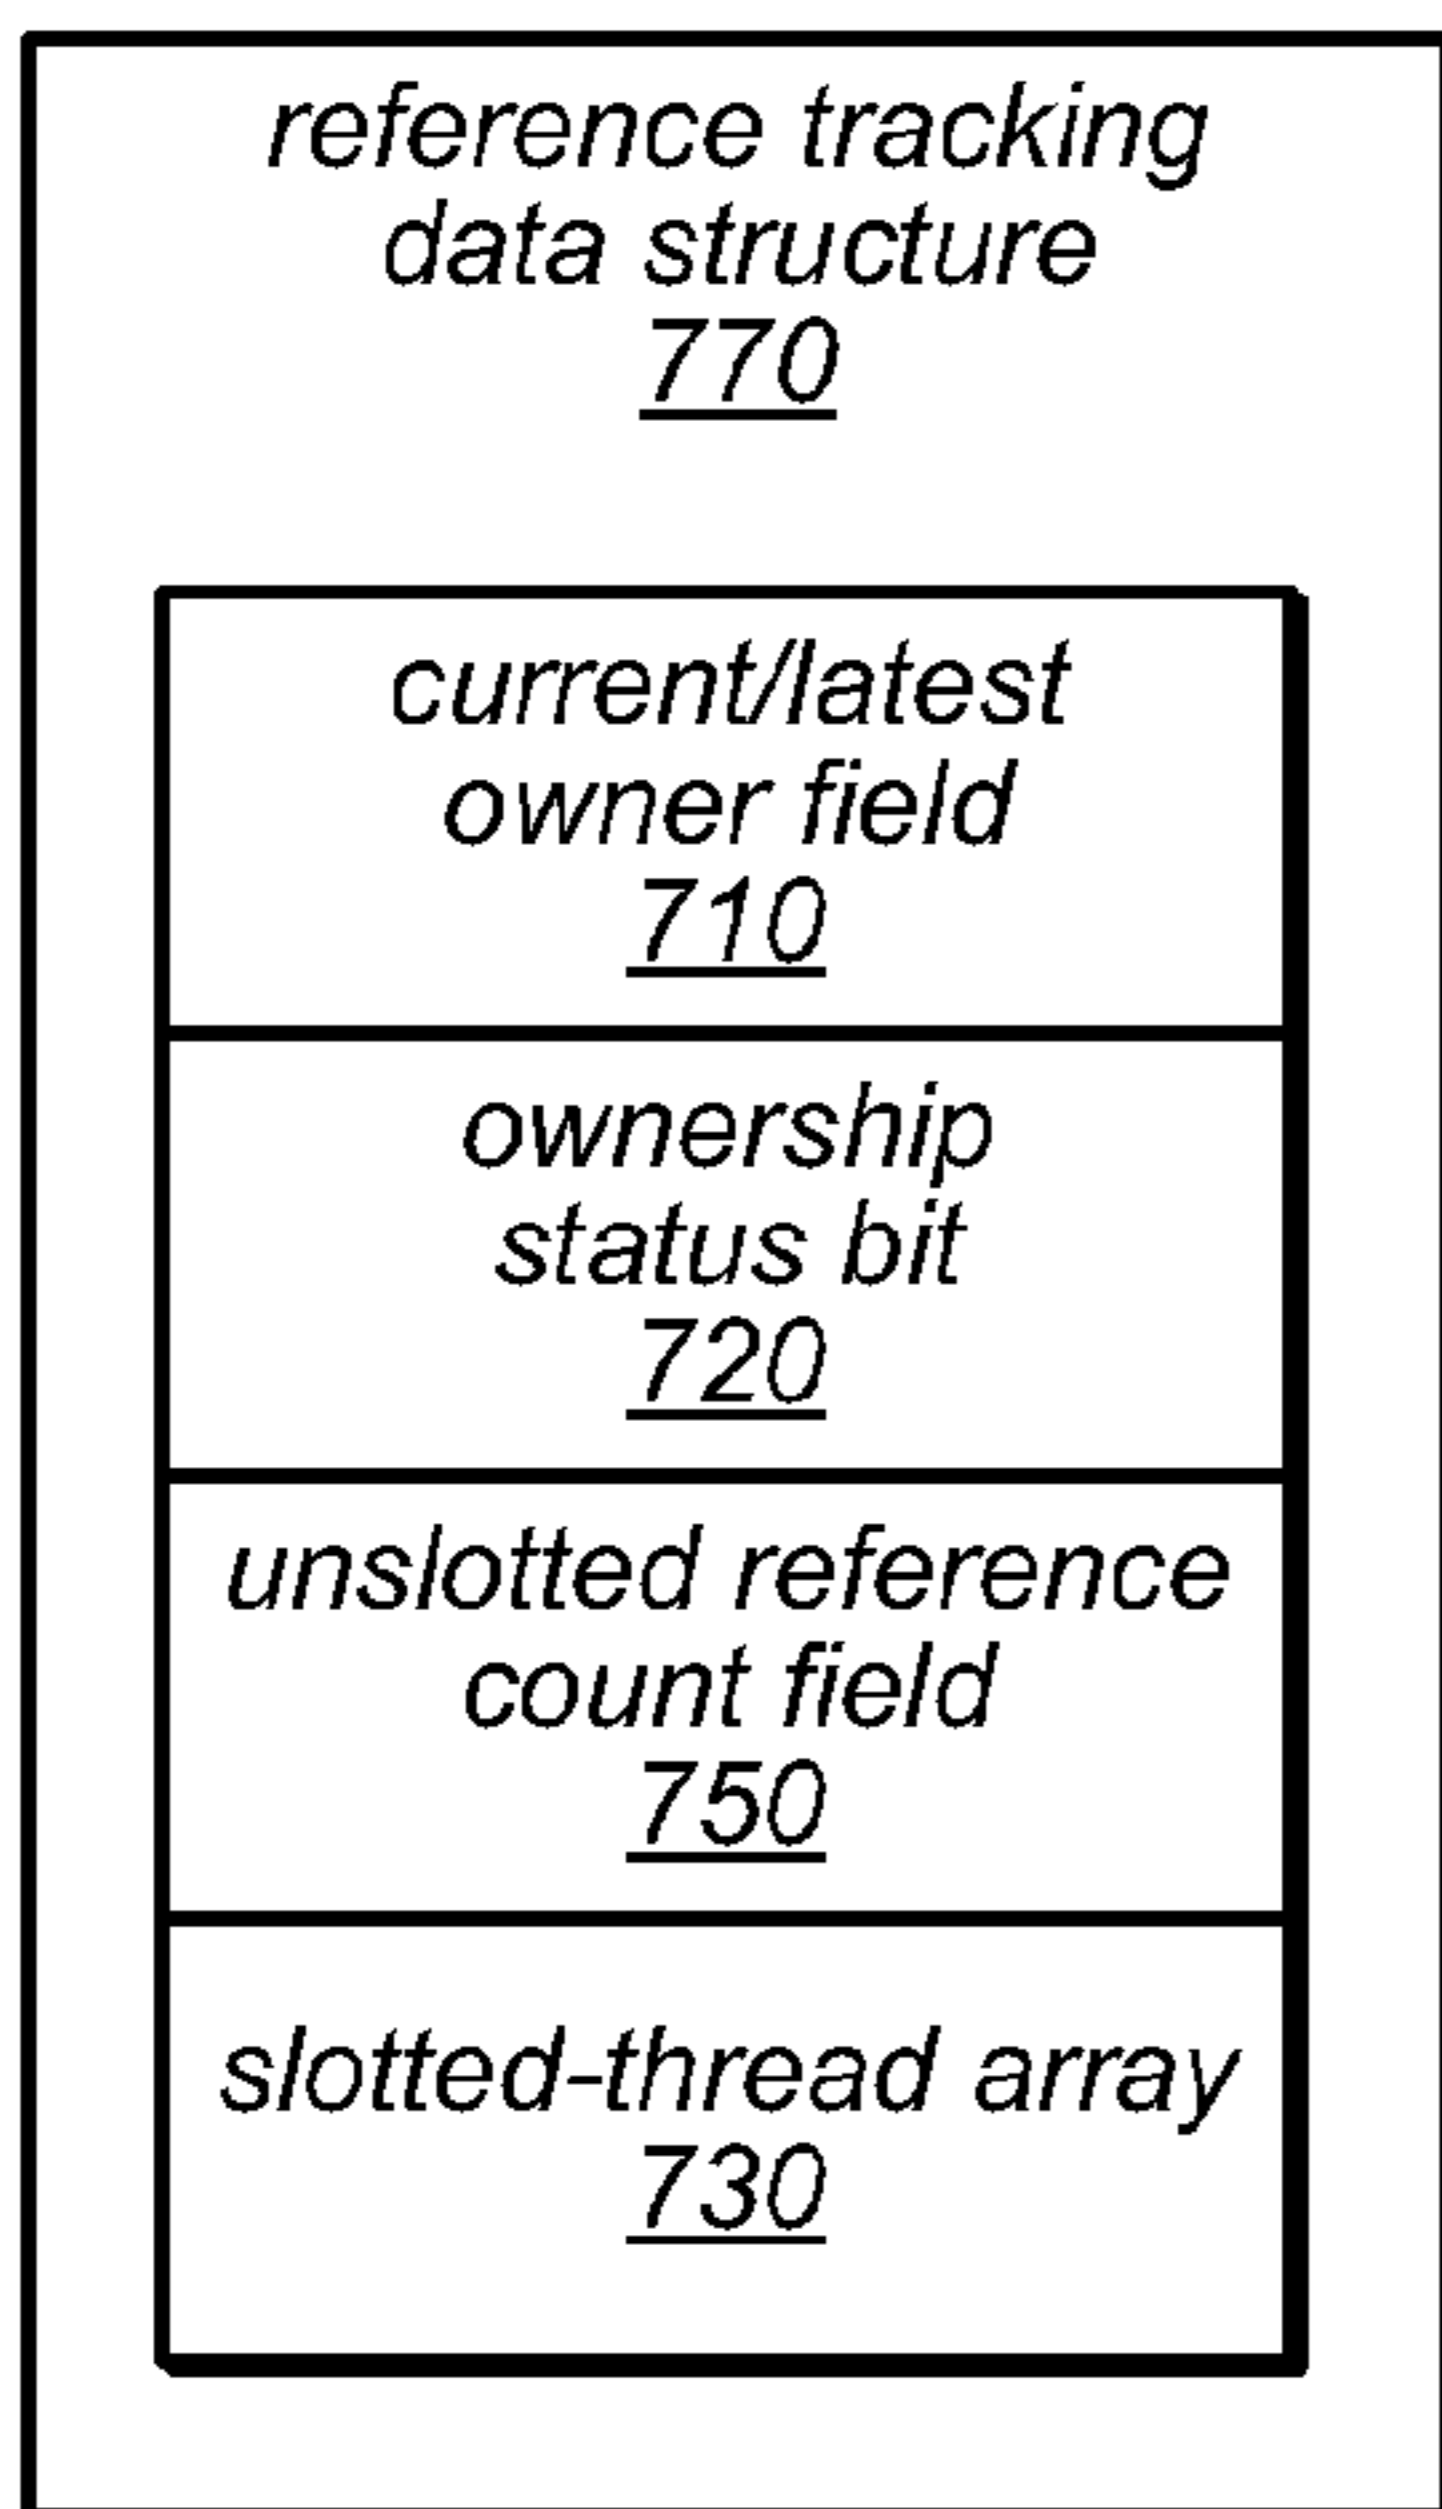 reference tracking
data structure
770
current/latest
owner field
710
ownership
status bit
720
unslotted reference
count field
750
slotted-thread array
730